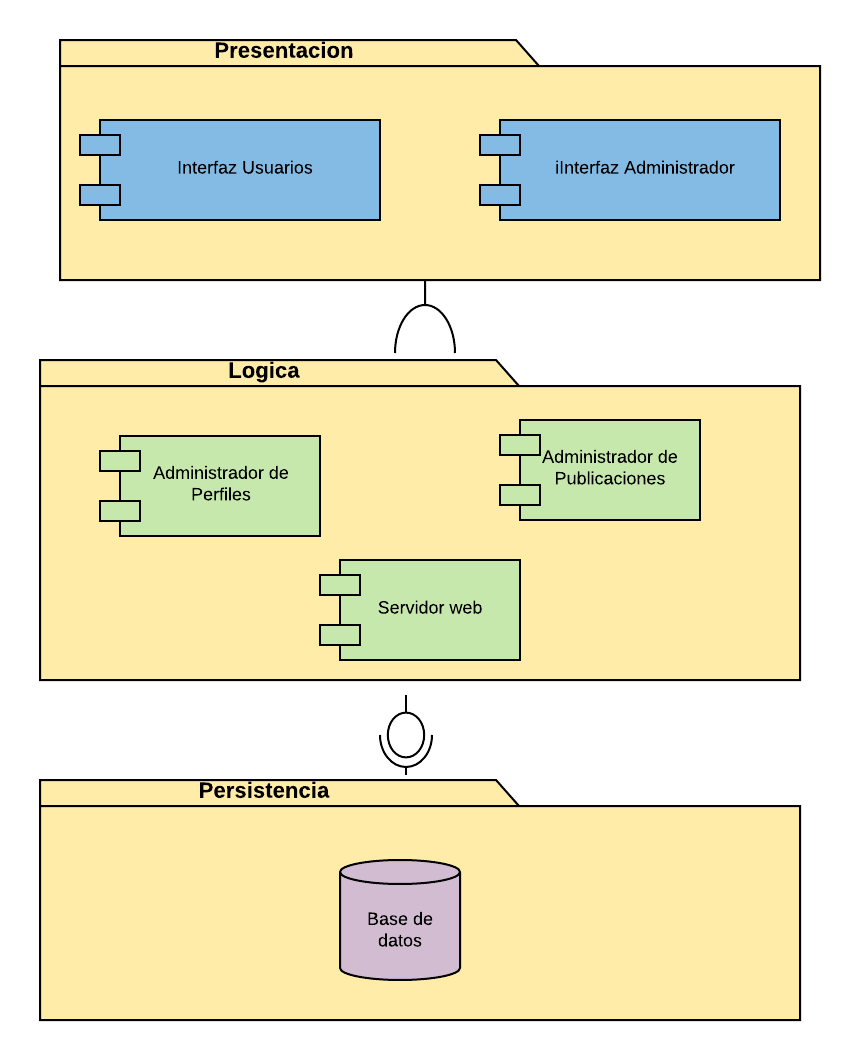 Presentacion
Interfaz Usuarios
iInterfaz Administrador
Logica
Administrador de
Perfiles
Administrador de
Publicaciones
Servidor web
Persistencia
Base de
datos